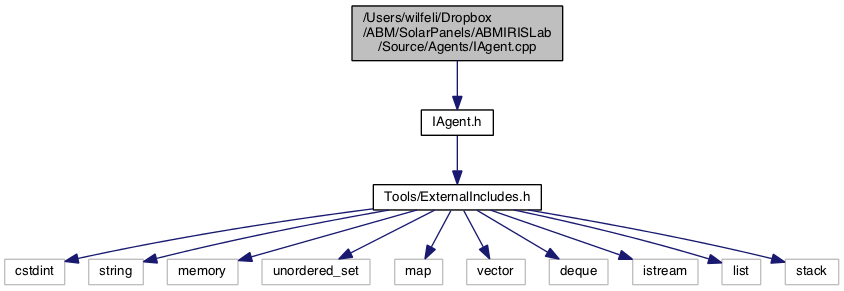 /Users/wilfeli/Dropbox
/ABM/SolarPanels/ABMIRISLab
/Source/Agents/IAgent.cpp
IAgent.h
Tools/ExternalIncludes.h
cstdint
string
memory
unordered_set
map
vector
deque
istream
list
stack